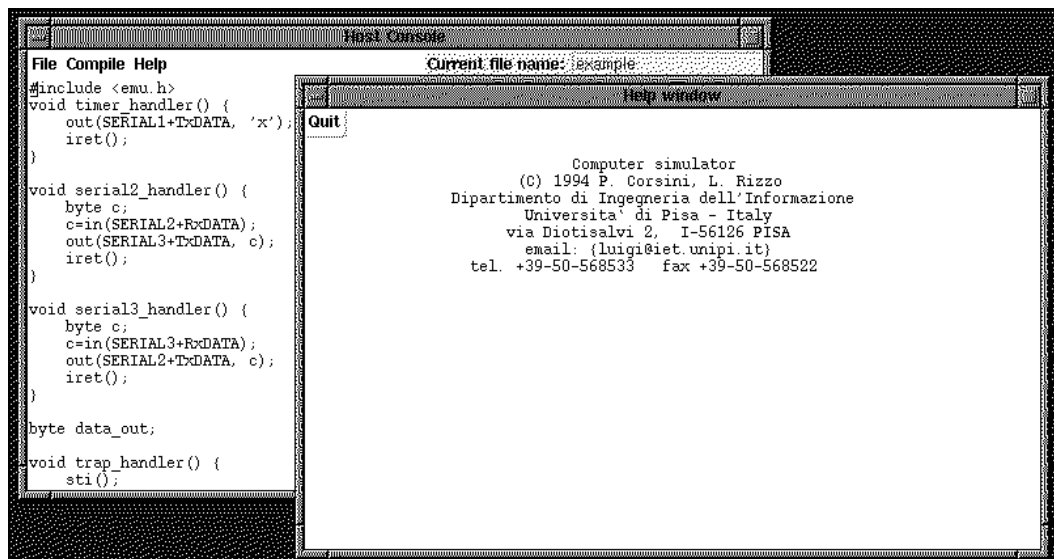 Host Console
File Compile Help
Current file name: example
#include <emu.h>
void timer_handler() {
    out(SERIAL1+TxDATA, 'x');
    iret();
}
void serial2_handler() {
    byte c;
    c=in(SERIAL2+RxDATA);
    out(SERIAL3+TxDATA, c);
    iret();
}
void serial3_handler() {
    byte c;
    c=in(SERIAL3+RxDATA);
    out(SERIAL2+TxDATA, c);
    iret();
}
byte data_out;
void trap_handler() {
    sti();
Help window
Quit
Computer simulator
(C) 1994 P. Corsini, L. Rizzo
Dipartimento di Ingegneria dell'Informazione
Universita` di Pisa - Italy
via Diotisalvi 2,  I-56126 PISA
email: {luigi@iet.unipi.it}
tel. +39-50-568533   fax +39-50-568522